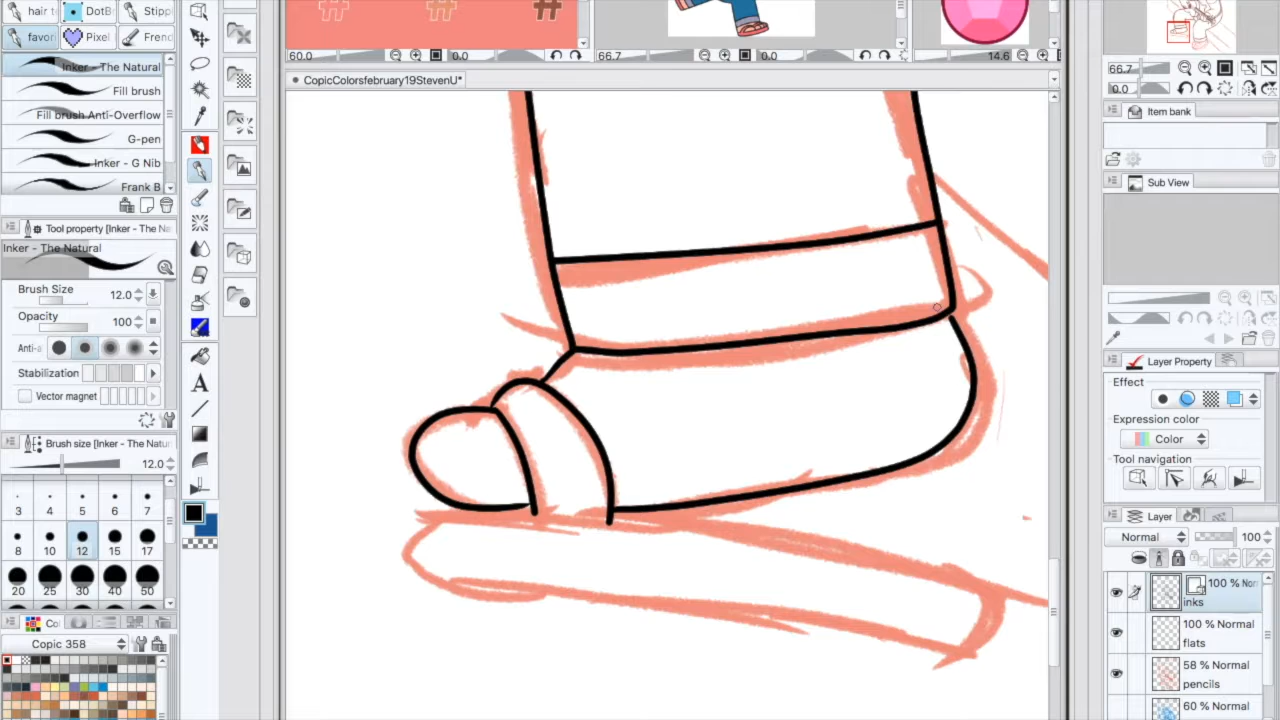 hair t
DotB
Stipp
favor
Pixel
Frend
Inker - The Natural
Fill brush
Fill brush Anti-Overflow
G-pen
Inker - G Nib
Frank B
Tool property [Inker - The Na
Inker - The Natural
Brush Size
12.0
Opacity
100
Anti-a
Stabilization
Vector magnet
Brush size [Inker - The Natur
12.0
3 4 5 6 7
8 10 12 15 17
20 25 30 40 50
Col
Copic 358
60.0
0.0
66.7
0.0
14.6
CopicColorsfebruary19StevenU*
66.7
0.0
Item bank
Sub View
Layer Property
Effect
Expression color
Color
Tool navigation
Layer
Normal
100
100 % Nor
inks
100 % Normal
flats
58 % Normal
pencils
60 % Normal